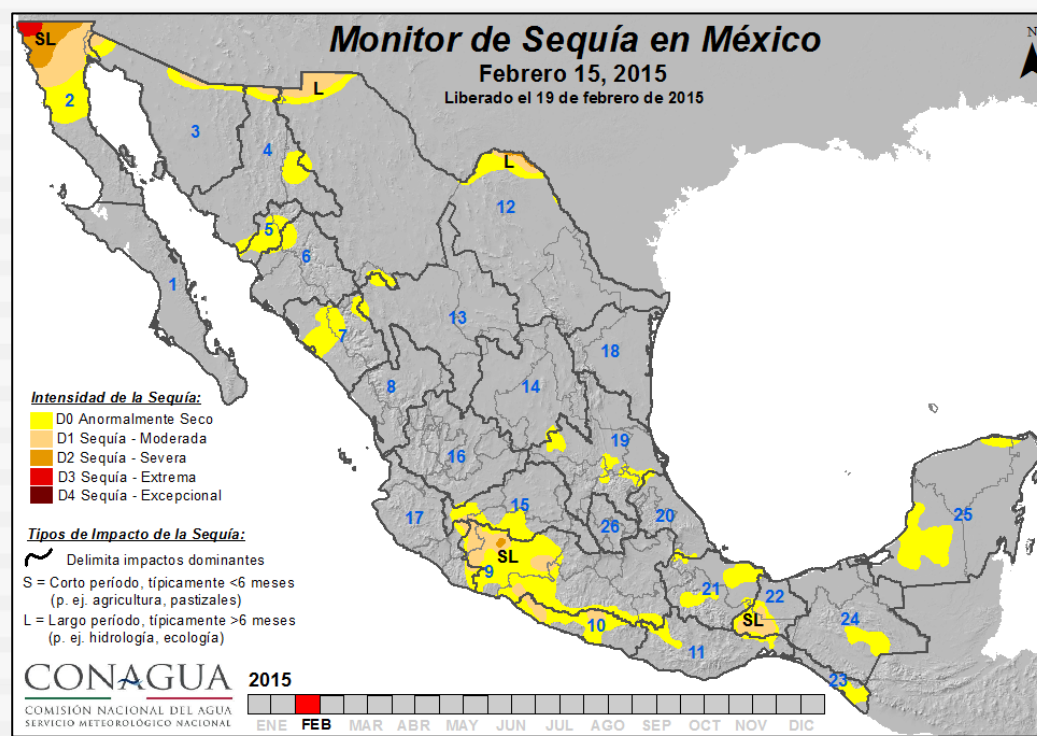 Monitor de Sequía en México
Febrero 15, 2015
Liberado el 19 de febrero de 2015
N
SL
2
3
4
L
L
12
5
6
1
7
13
18
8
14
19
16
15
17
26
20
25
SL
9
21
22
SL
24
10
11
23
Intensidad de la Sequía:
D0 Anormalmente Seco
D1 Sequía - Moderada
D2 Sequía - Severa
D3 Sequía - Extrema
D4 Sequía - Excepcional
Tipos de Impacto de la Sequía:
Delimita impactos dominantes
S = Corto período, típicamente <6 meses
(p. ej. agricultura, pastizales)
L = Largo período, típicamente >6 meses
(p. ej. hidrología, ecología)
CONAGUA
COMISIÓN NACIONAL DEL AGUA
SERVICIO METEOROLÓGICO NACIONAL
2015
ENE FEB MAR ABR MAY JUN JUL AGO SEP OCT NOV DIC